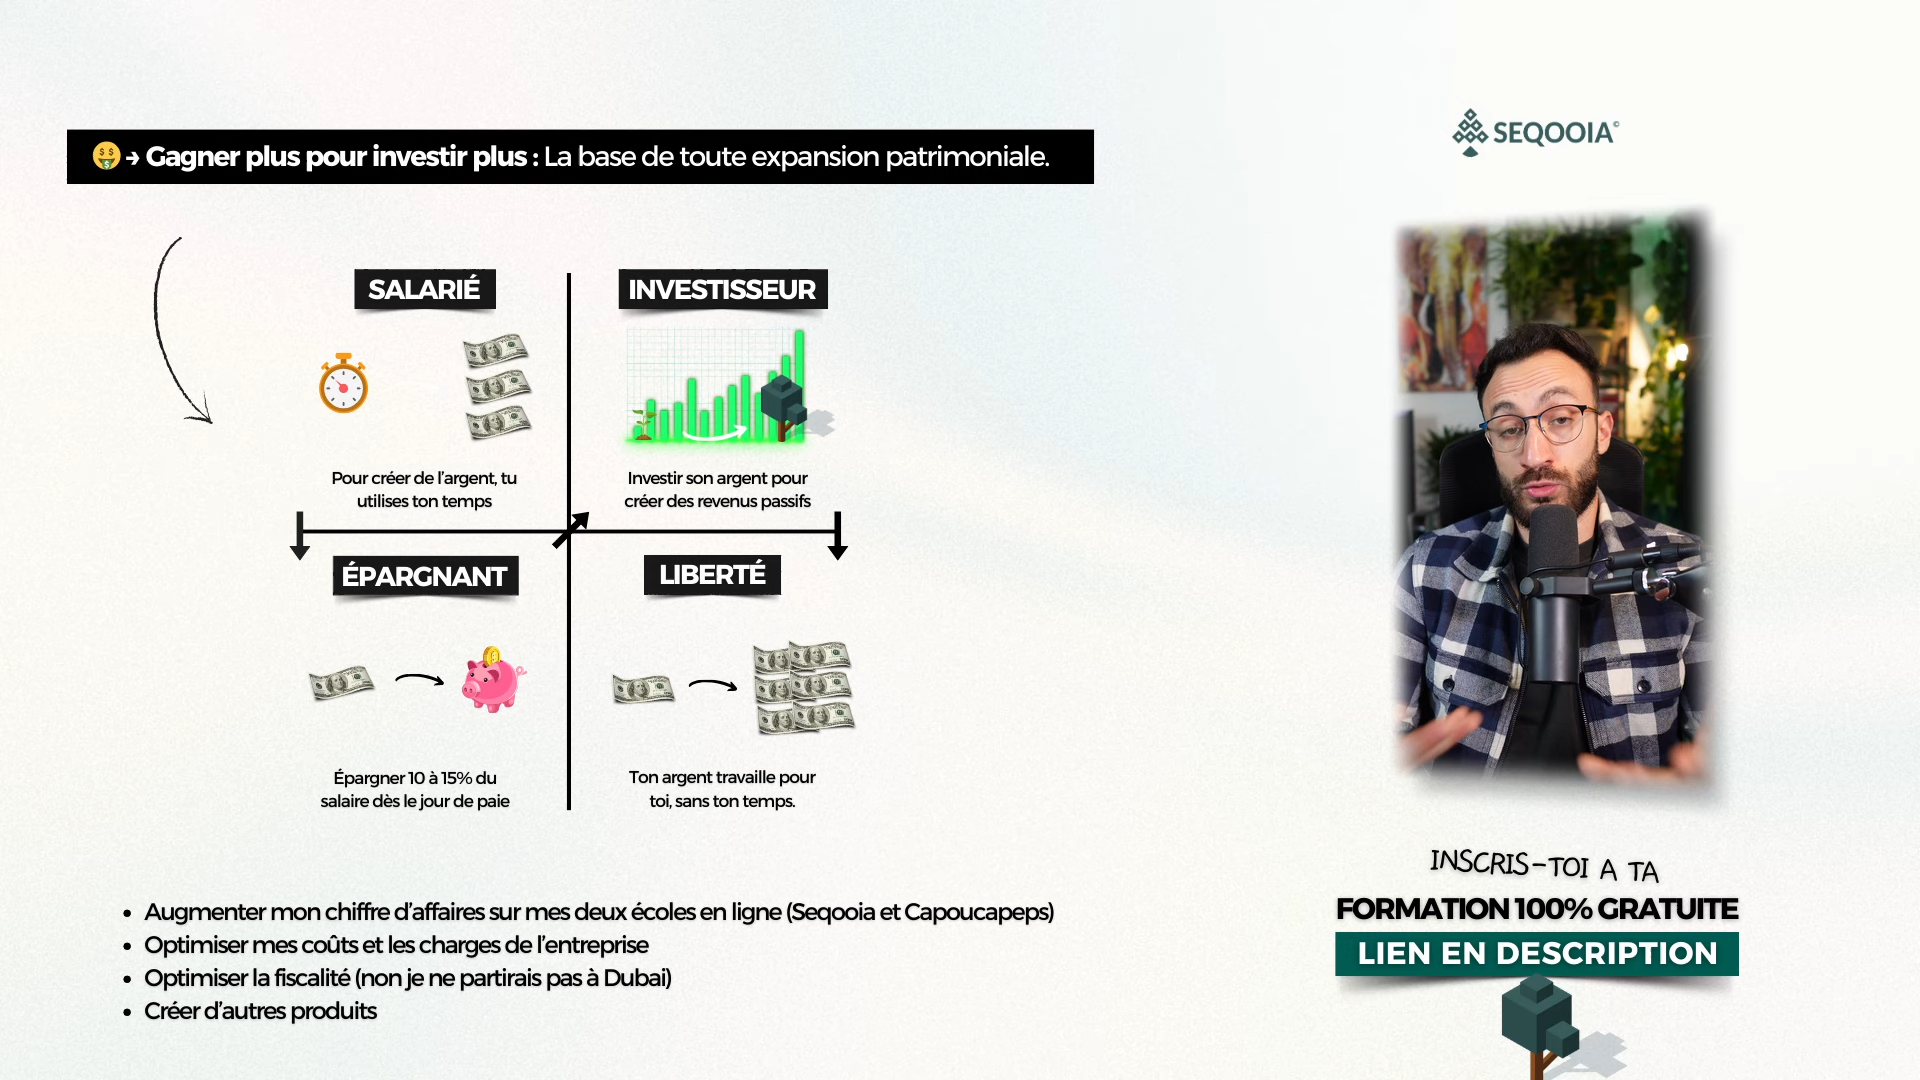 🤑 → Gagner plus pour investir plus : La base de toute expansion patrimoniale.
SEQOOIA©
SALARIÉ
Pour créer de l'argent, tu
utilises ton temps
INVESTISSEUR
Investir son argent pour
créer des revenus passifs
ÉPARGNANT
Épargner 10 à 15% du
salaire dès le jour de paie
LIBERTÉ
Ton argent travaille pour
toi, sans ton temps.
• Augmenter mon chiffre d'affaires sur mes deux écoles en ligne (Seqooia et Capoucapeps)
• Optimiser mes coûts et les charges de l'entreprise
• Optimiser la fiscalité (non je ne partirais pas à Dubai)
• Créer d'autres produits
INSCRIS-TOI A TA
FORMATION 100% GRATUITE
LIEN EN DESCRIPTION